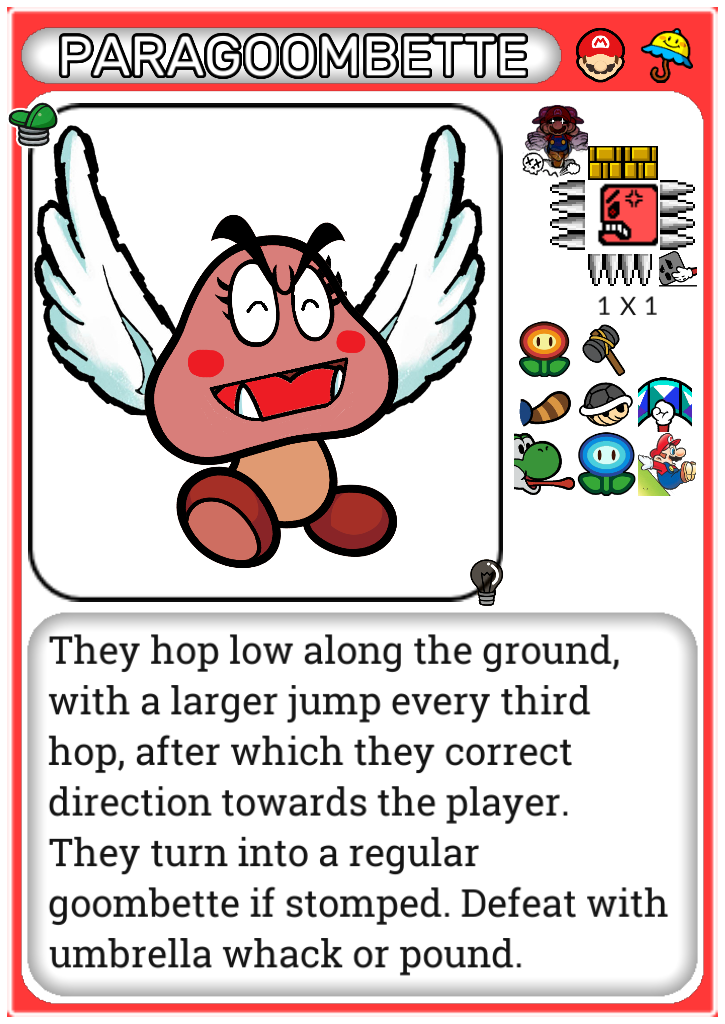 PARAGOOMBETTE
1 X 1
They hop low along the ground,
with a larger jump every third
hop, after which they correct
direction towards the player.
They turn into a regular
goombette if stomped. Defeat with
umbrella whack or pound.